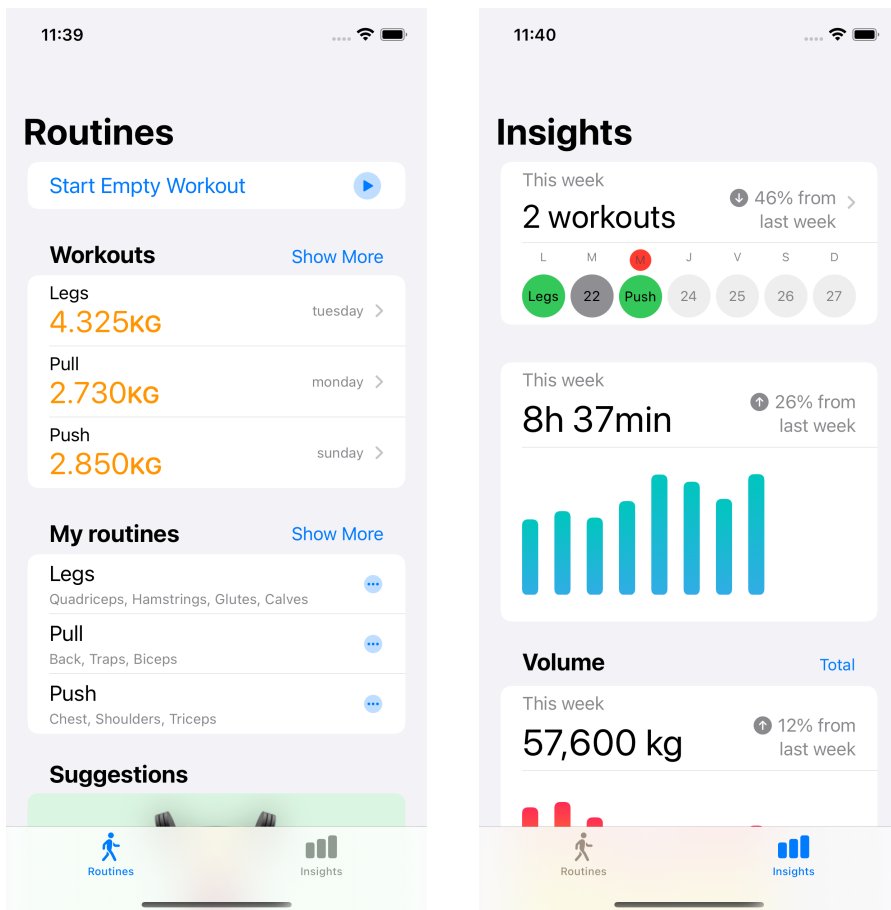 11:39
Routines
Start Empty Workout
Workouts
Show More
Legs
4.325KG
tuesday
Pull
2.730KG
monday
Push
2.850KG
sunday
My routines
Show More
Legs
Quadriceps, Hamstrings, Glutes, Calves
Pull
Back, Traps, Biceps
Push
Chest, Shoulders, Triceps
Suggestions
Routines
Insights
11:40
Insights
This week
2 workouts
46% from
last week
L M M J V S D
Legs 22 Push 24 25 26 27
This week
8h 37min
26% from
last week
Volume
Total
This week
57,600 kg
12% from
last week
Routines
Insights